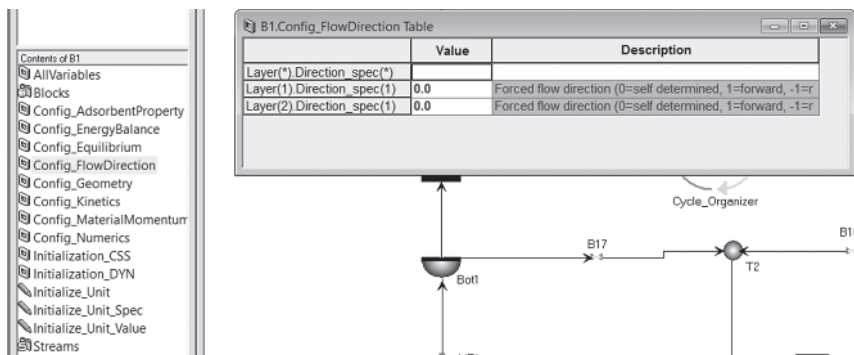 Contents of B1
AllVariables
Blocks
Config_AdsorbentProperty
Config_EnergyBalance
Config_Equilibrium
Config_FlowDirection
Config_Geometry
Config_Kinetics
Config_MaterialMomentum
Config_Numerics
Initialization_CSS
Initialization_DYN
Initialize_Unit
Initialize_Unit_Spec
Initialize_Unit_Value
Streams
B1.Config_FlowDirection Table
Value Description
Layer(*).Direction_spec(*)
Layer(1).Direction_spec(1) 0.0 Forced flow direction (0=self determined, 1=forward, -1=r
Layer(2).Direction_spec(1) 0.0 Forced flow direction (0=self determined, 1=forward, -1=r
Cycle_Organizer
B17
Bot1
T2